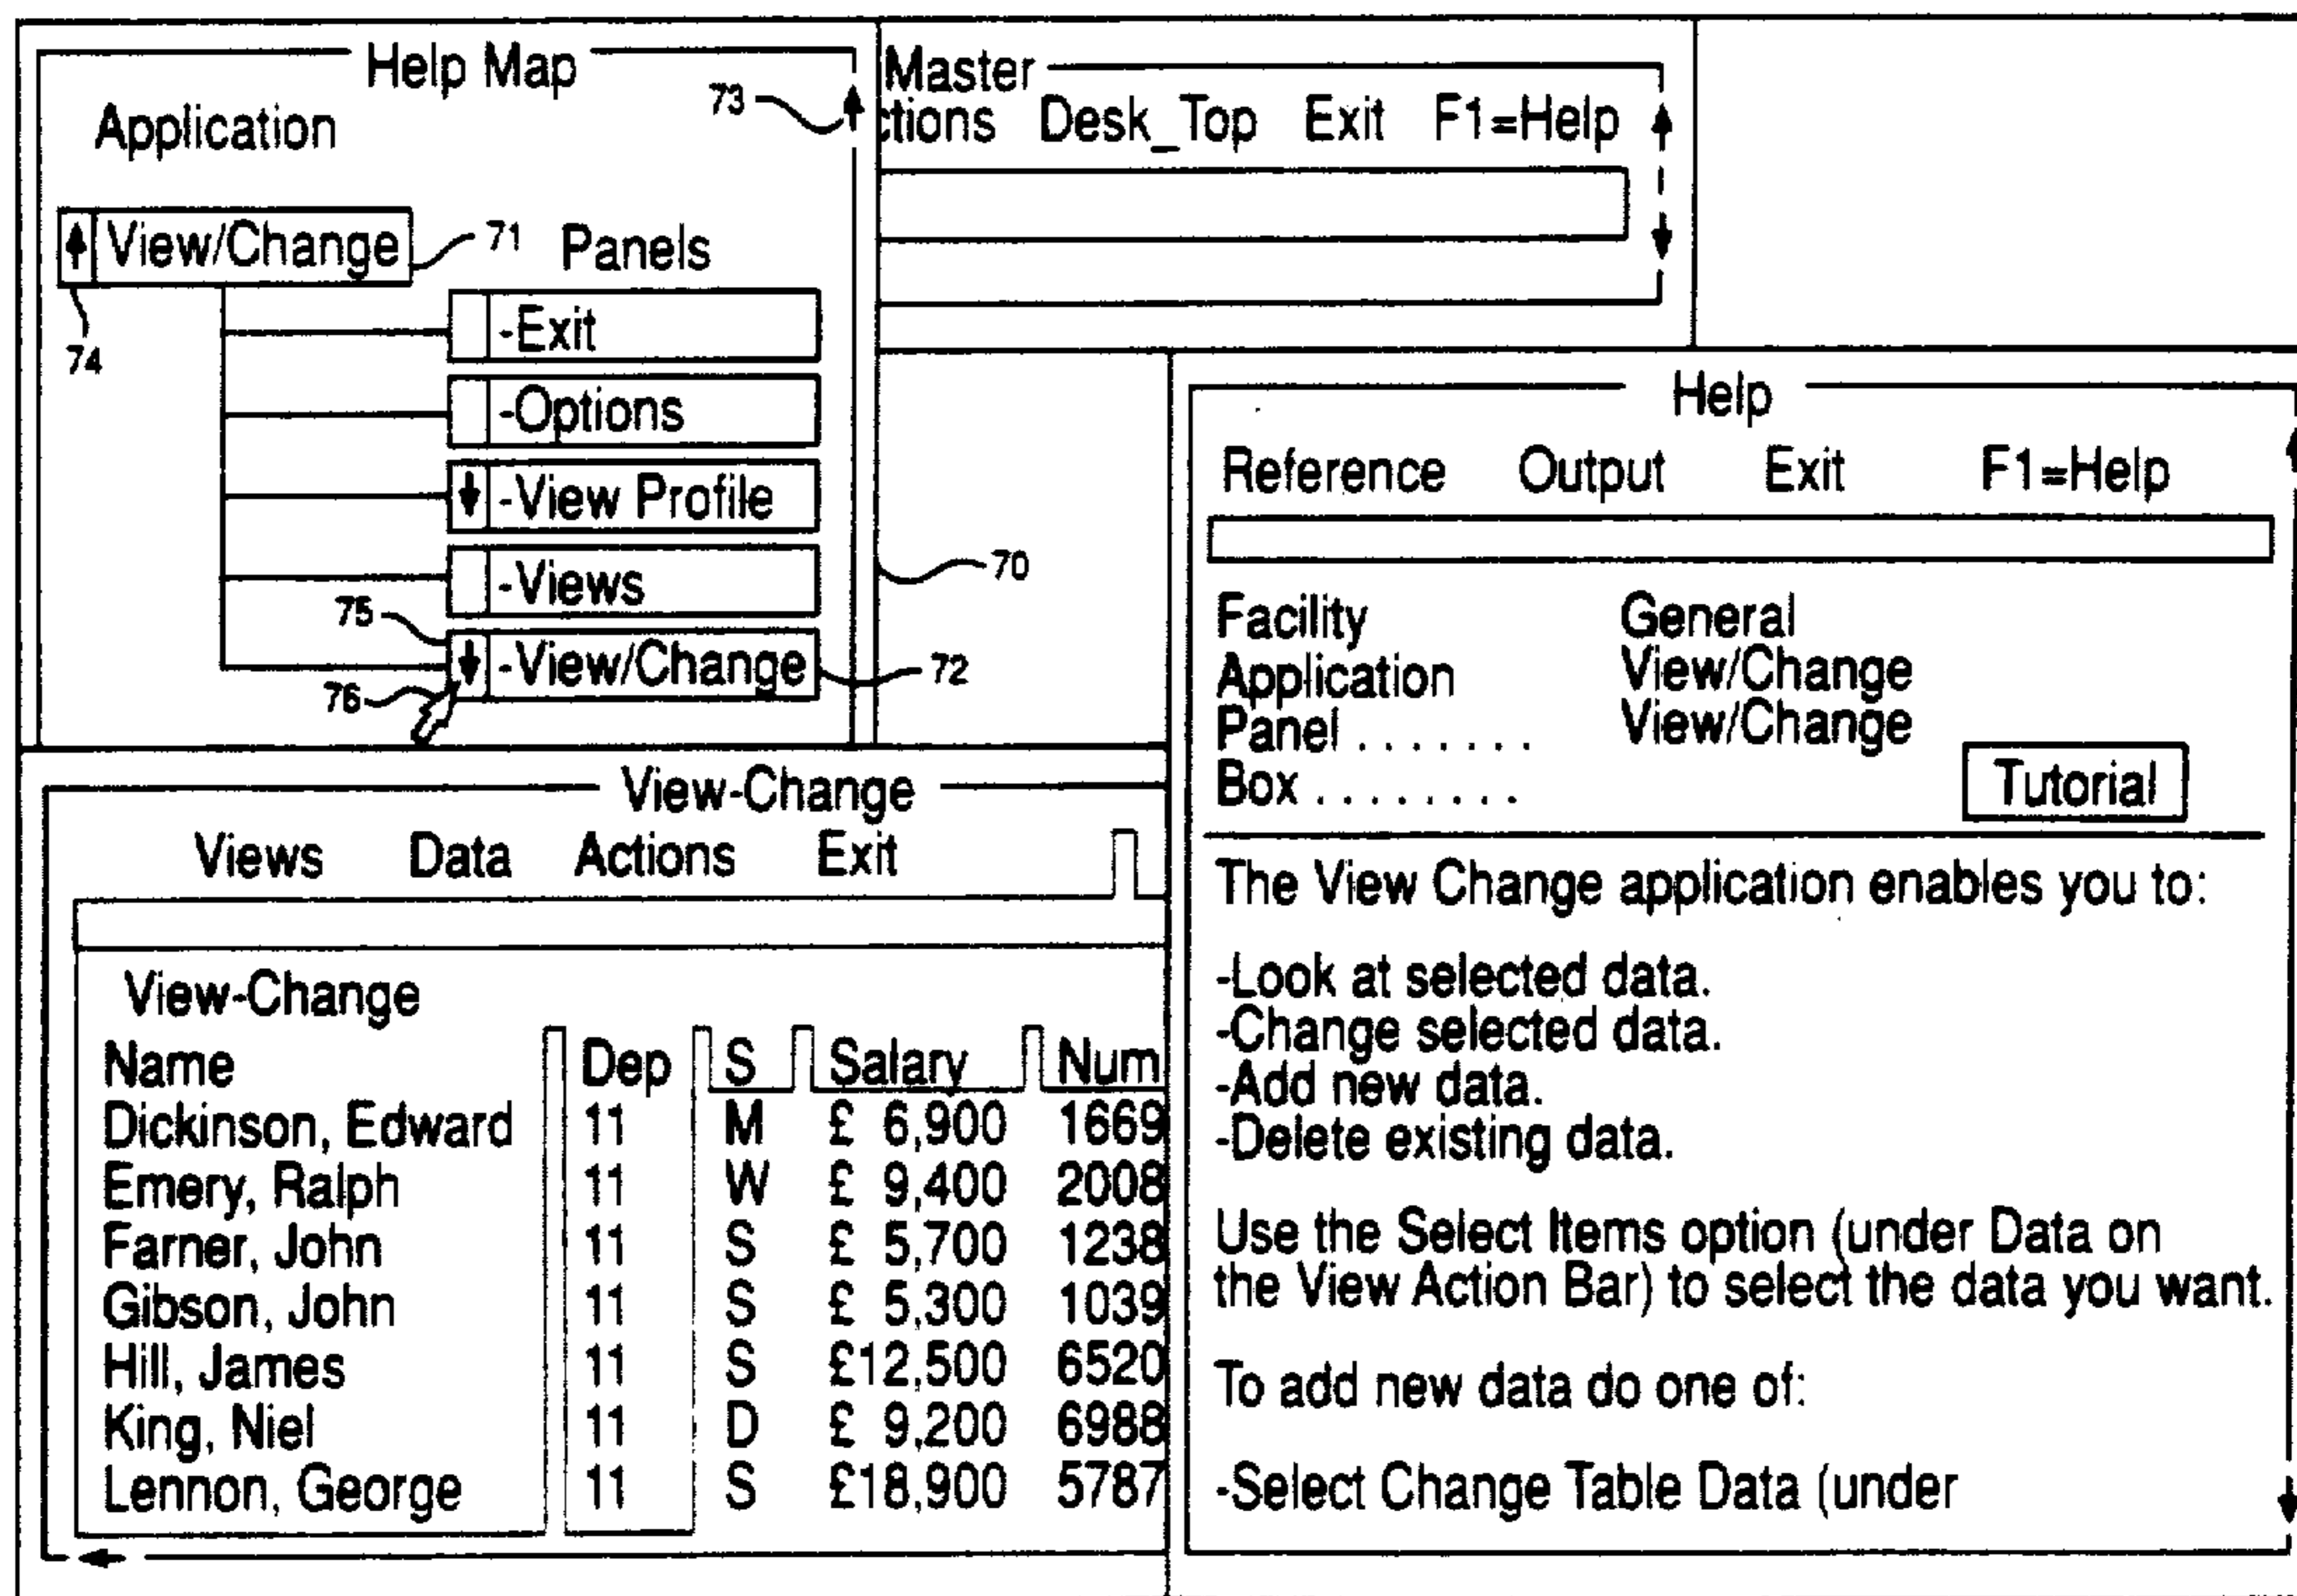 Help Map
Application
73
View/Change
71
Panels
74
-Exit
-Options
-View Profile
-Views
75
-View/Change
72
76
70
Master
ctions Desk_Top Exit F1=Help
View-Change
Views Data Actions Exit
View-Change
Name Dep S Salary Num
Dickinson, Edward 11 M £ 6,900 1669
Emery, Ralph 11 W £ 9,400 2008
Farner, John 11 S £ 5,700 1238
Gibson, John 11 S £ 5,300 1039
Hill, James 11 S £12,500 6520
King, Niel 11 D £ 9,200 6988
Lennon, George 11 S £18,900 5787
Help
Reference Output Exit F1=Help
Facility General
Application View/Change
Panel ....... View/Change
Box ........
Tutorial
The View Change application enables you to:
-Look at selected data.
-Change selected data.
-Add new data.
-Delete existing data.
Use the Select Items option (under Data on
the View Action Bar) to select the data you want.
To add new data do one of:
-Select Change Table Data (under